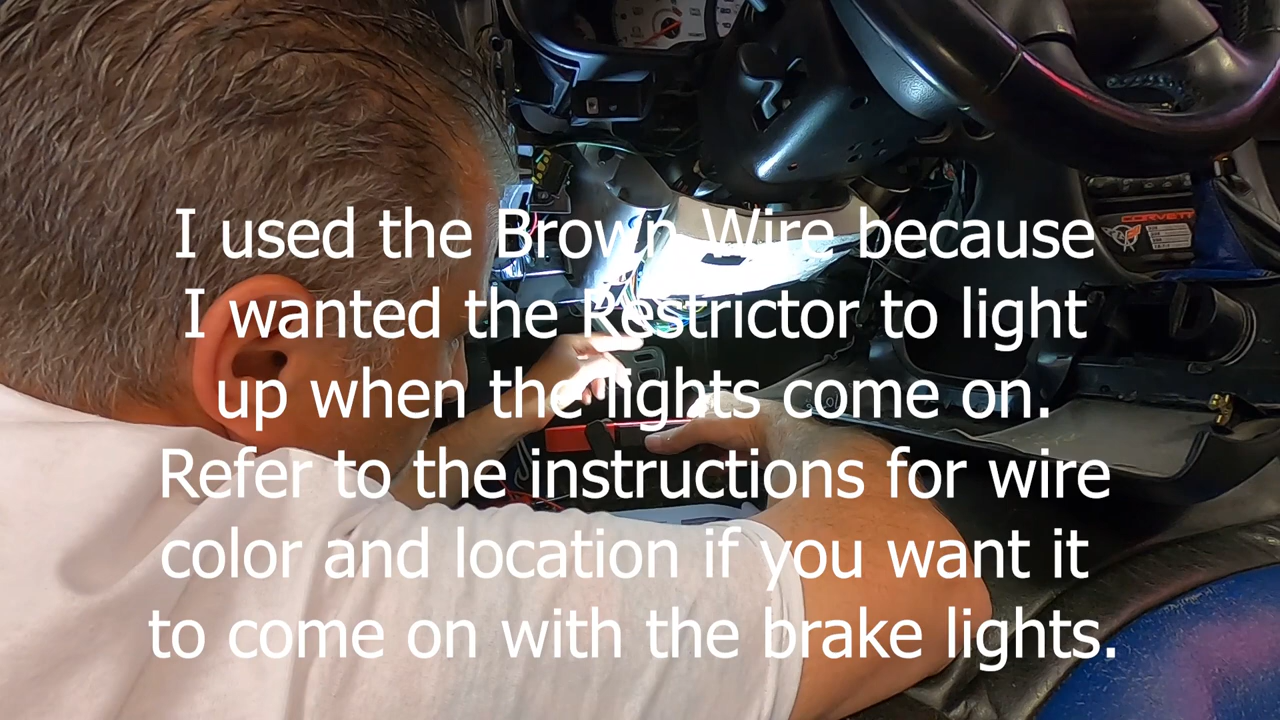 I used the Brown Wire because
I wanted the Restrictor to light
up when the lights come on.
Refer to the instructions for wire
color and location if you want it
to come on with the brake lights.
CORVETT